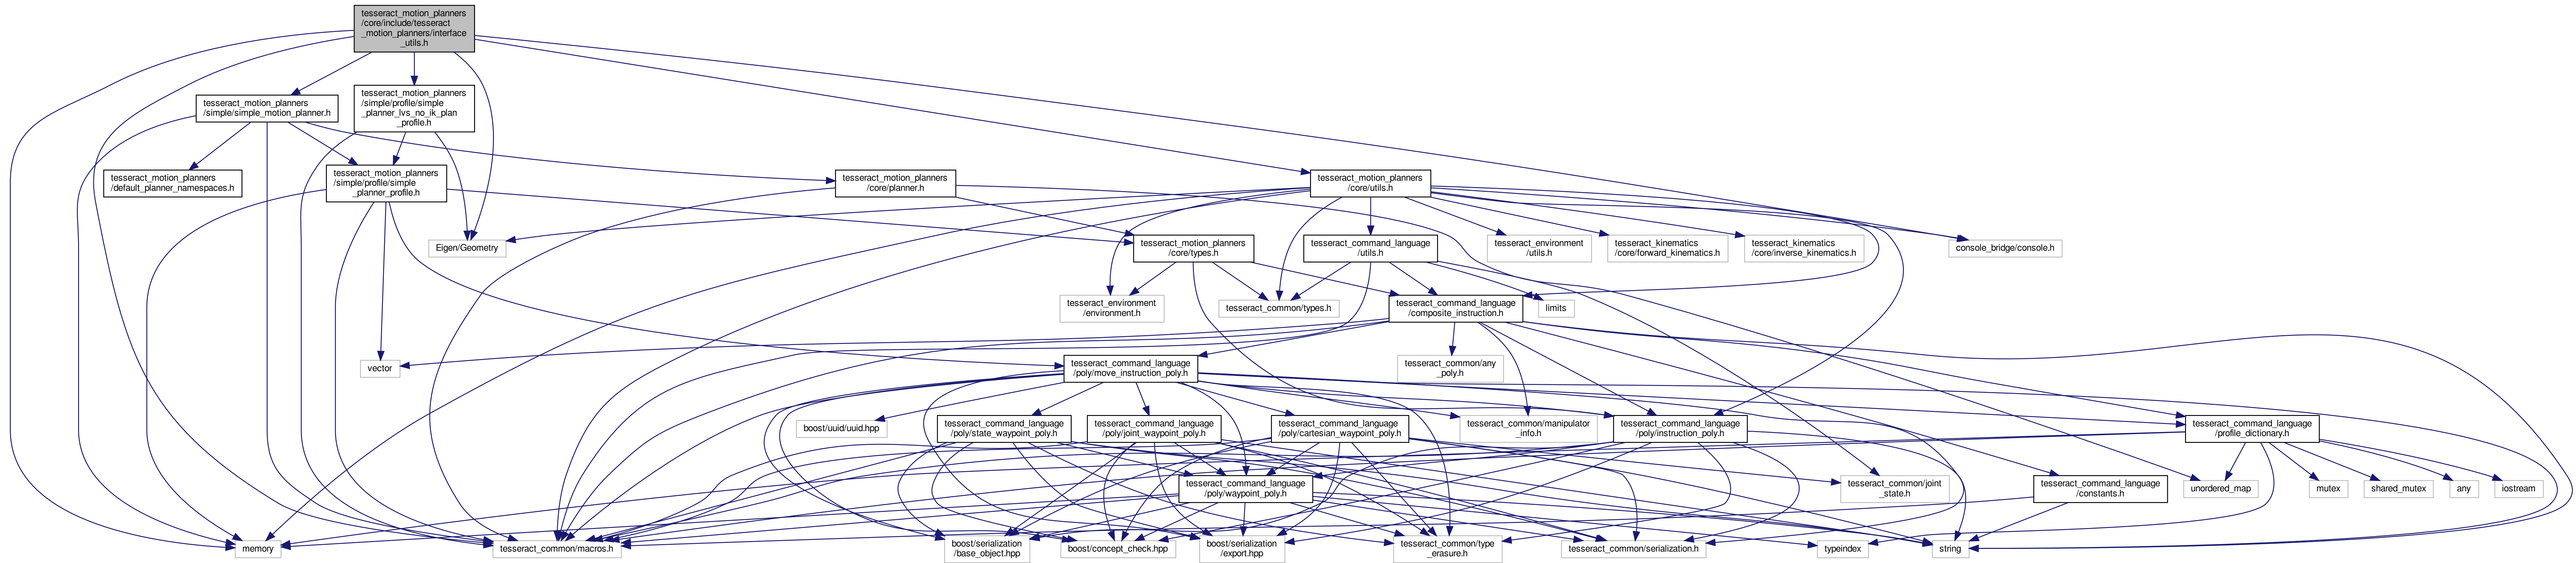 tesseract_motion_planners
/core/include/tesseract
_motion_planners/interface
_utils.h
tesseract_motion_planners
/simple/simple_motion_planner.h
tesseract_motion_planners
/simple/profile/simple
_planner_lvs_no_ik_plan
_profile.h
tesseract_motion_planners
/default_planner_namespaces.h
tesseract_motion_planners
/simple/profile/simple
_planner_profile.h
tesseract_motion_planners
/core/planner.h
tesseract_motion_planners
/core/utils.h
Eigen/Geometry
tesseract_motion_planners
/core/types.h
tesseract_command_language
/utils.h
tesseract_environment
/utils.h
tesseract_kinematics
/core/forward_kinematics.h
tesseract_kinematics
/core/inverse_kinematics.h
console_bridge/console.h
tesseract_environment
/environment.h
tesseract_common/types.h
tesseract_command_language
/composite_instruction.h
limits
vector
tesseract_command_language
/poly/move_instruction_poly.h
tesseract_common/any
_poly.h
boost/uuid/uuid.hpp
tesseract_command_language
/poly/state_waypoint_poly.h
tesseract_command_language
/poly/joint_waypoint_poly.h
tesseract_command_language
/poly/cartesian_waypoint_poly.h
tesseract_common/manipulator
_info.h
tesseract_command_language
/poly/instruction_poly.h
tesseract_command_language
/profile_dictionary.h
tesseract_command_language
/poly/waypoint_poly.h
tesseract_common/joint
_state.h
tesseract_command_language
/constants.h
unordered_map
mutex
shared_mutex
any
iostream
memory
tesseract_common/macros.h
boost/serialization
/base_object.hpp
boost/concept_check.hpp
boost/serialization
/export.hpp
tesseract_common/type
_erasure.h
tesseract_common/serialization.h
typeindex
string